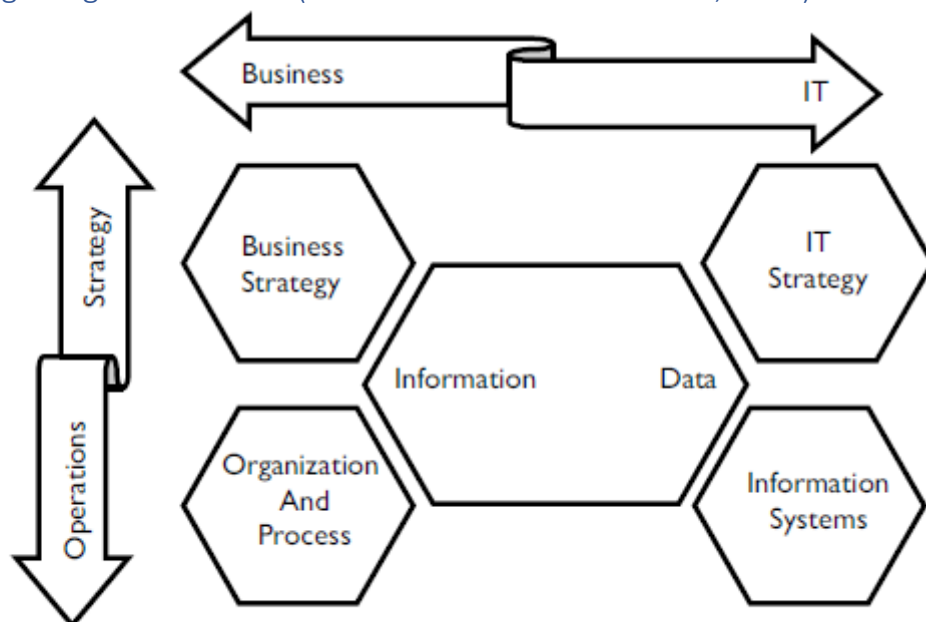 Business
IT
Strategy
Operations
Business
Strategy
IT
Strategy
Information
Data
Organization
And
Process
Information
Systems